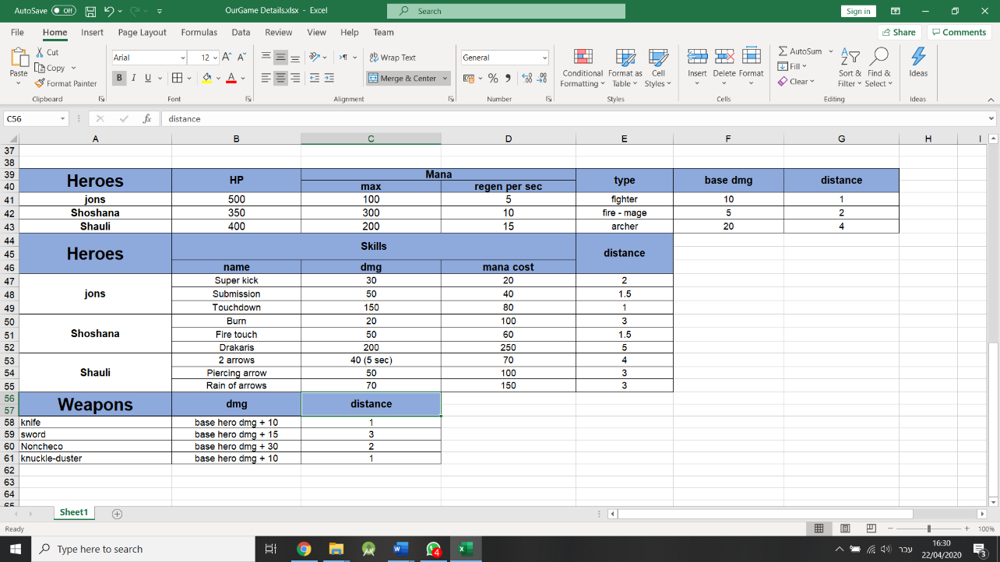 AutoSave Off OurGame Details.xlsx - Excel Search Sign in
File Home Insert Page Layout Formulas Data Review View Help Team Share Comments
Paste Cut Copy Format Painter Clipboard
Arial 12 A A B I U A Font
Wrap Text Merge & Center Alignment
General % Number
Conditional Formatting Format as Table Cell Styles Styles
Insert Delete Format Cells
AutoSum Fill Clear Sort & Filter Find & Select Editing
Ideas Ideas
C56 fx distance
A B C D E F G H I
37
38
39 Heroes HP Mana type base dmg distance
40 max regen per sec
41 jons 500 100 5 fighter 10 1
42 Shoshana 350 300 10 fire - mage 5 2
43 Shauli 400 200 15 archer 20 4
44
45 Heroes Skills distance
46 name dmg mana cost
47 Super kick 30 20 2
48 jons Submission 50 40 1.5
49 Touchdown 150 80 1
50 Burn 20 100 3
51 Shoshana Fire touch 50 60 1.5
52 Drakaris 200 250 5
53 2 arrows 40 (5 sec) 70 4
54 Shauli Piercing arrow 50 100 3
55 Rain of arrows 70 150 3
56 Weapons dmg distance
57
58 knife base hero dmg + 10 1
59 sword base hero dmg + 15 3
60 Noncheco base hero dmg + 30 2
61 knuckle-duster base hero dmg + 10 1
62
63
64
65
Sheet1
Ready 100%
Type here to search W 4 X עבר 16:30
22/04/2020 3